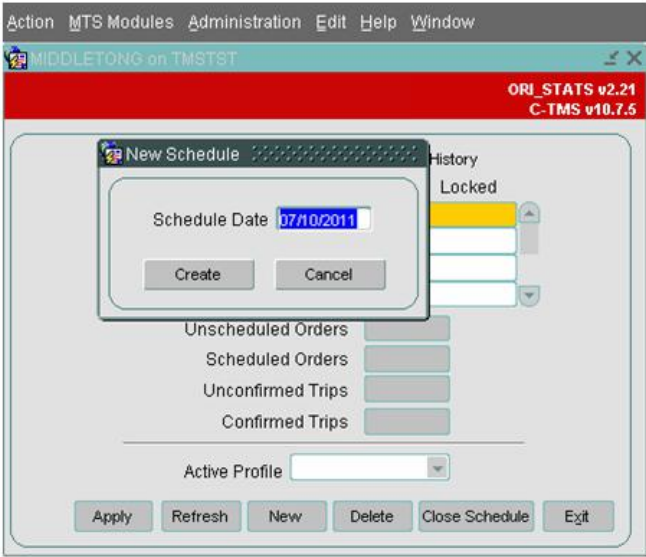 Action MTS Modules Administration Edit Help Window
MIDDLETONG on TMSTST
ORI_STATS v2.21
C-TMS v10.7.5
New Schedule
History
Locked
Schedule Date 07/10/2011
Create Cancel
Unscheduled Orders
Scheduled Orders
Unconfirmed Trips
Confirmed Trips
Active Profile
Apply Refresh New Delete Close Schedule Exit